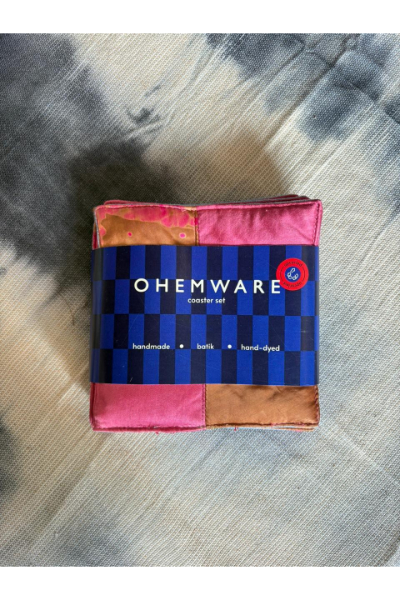 OHEMWARE
coaster set
handmade • batik • hand-dyed